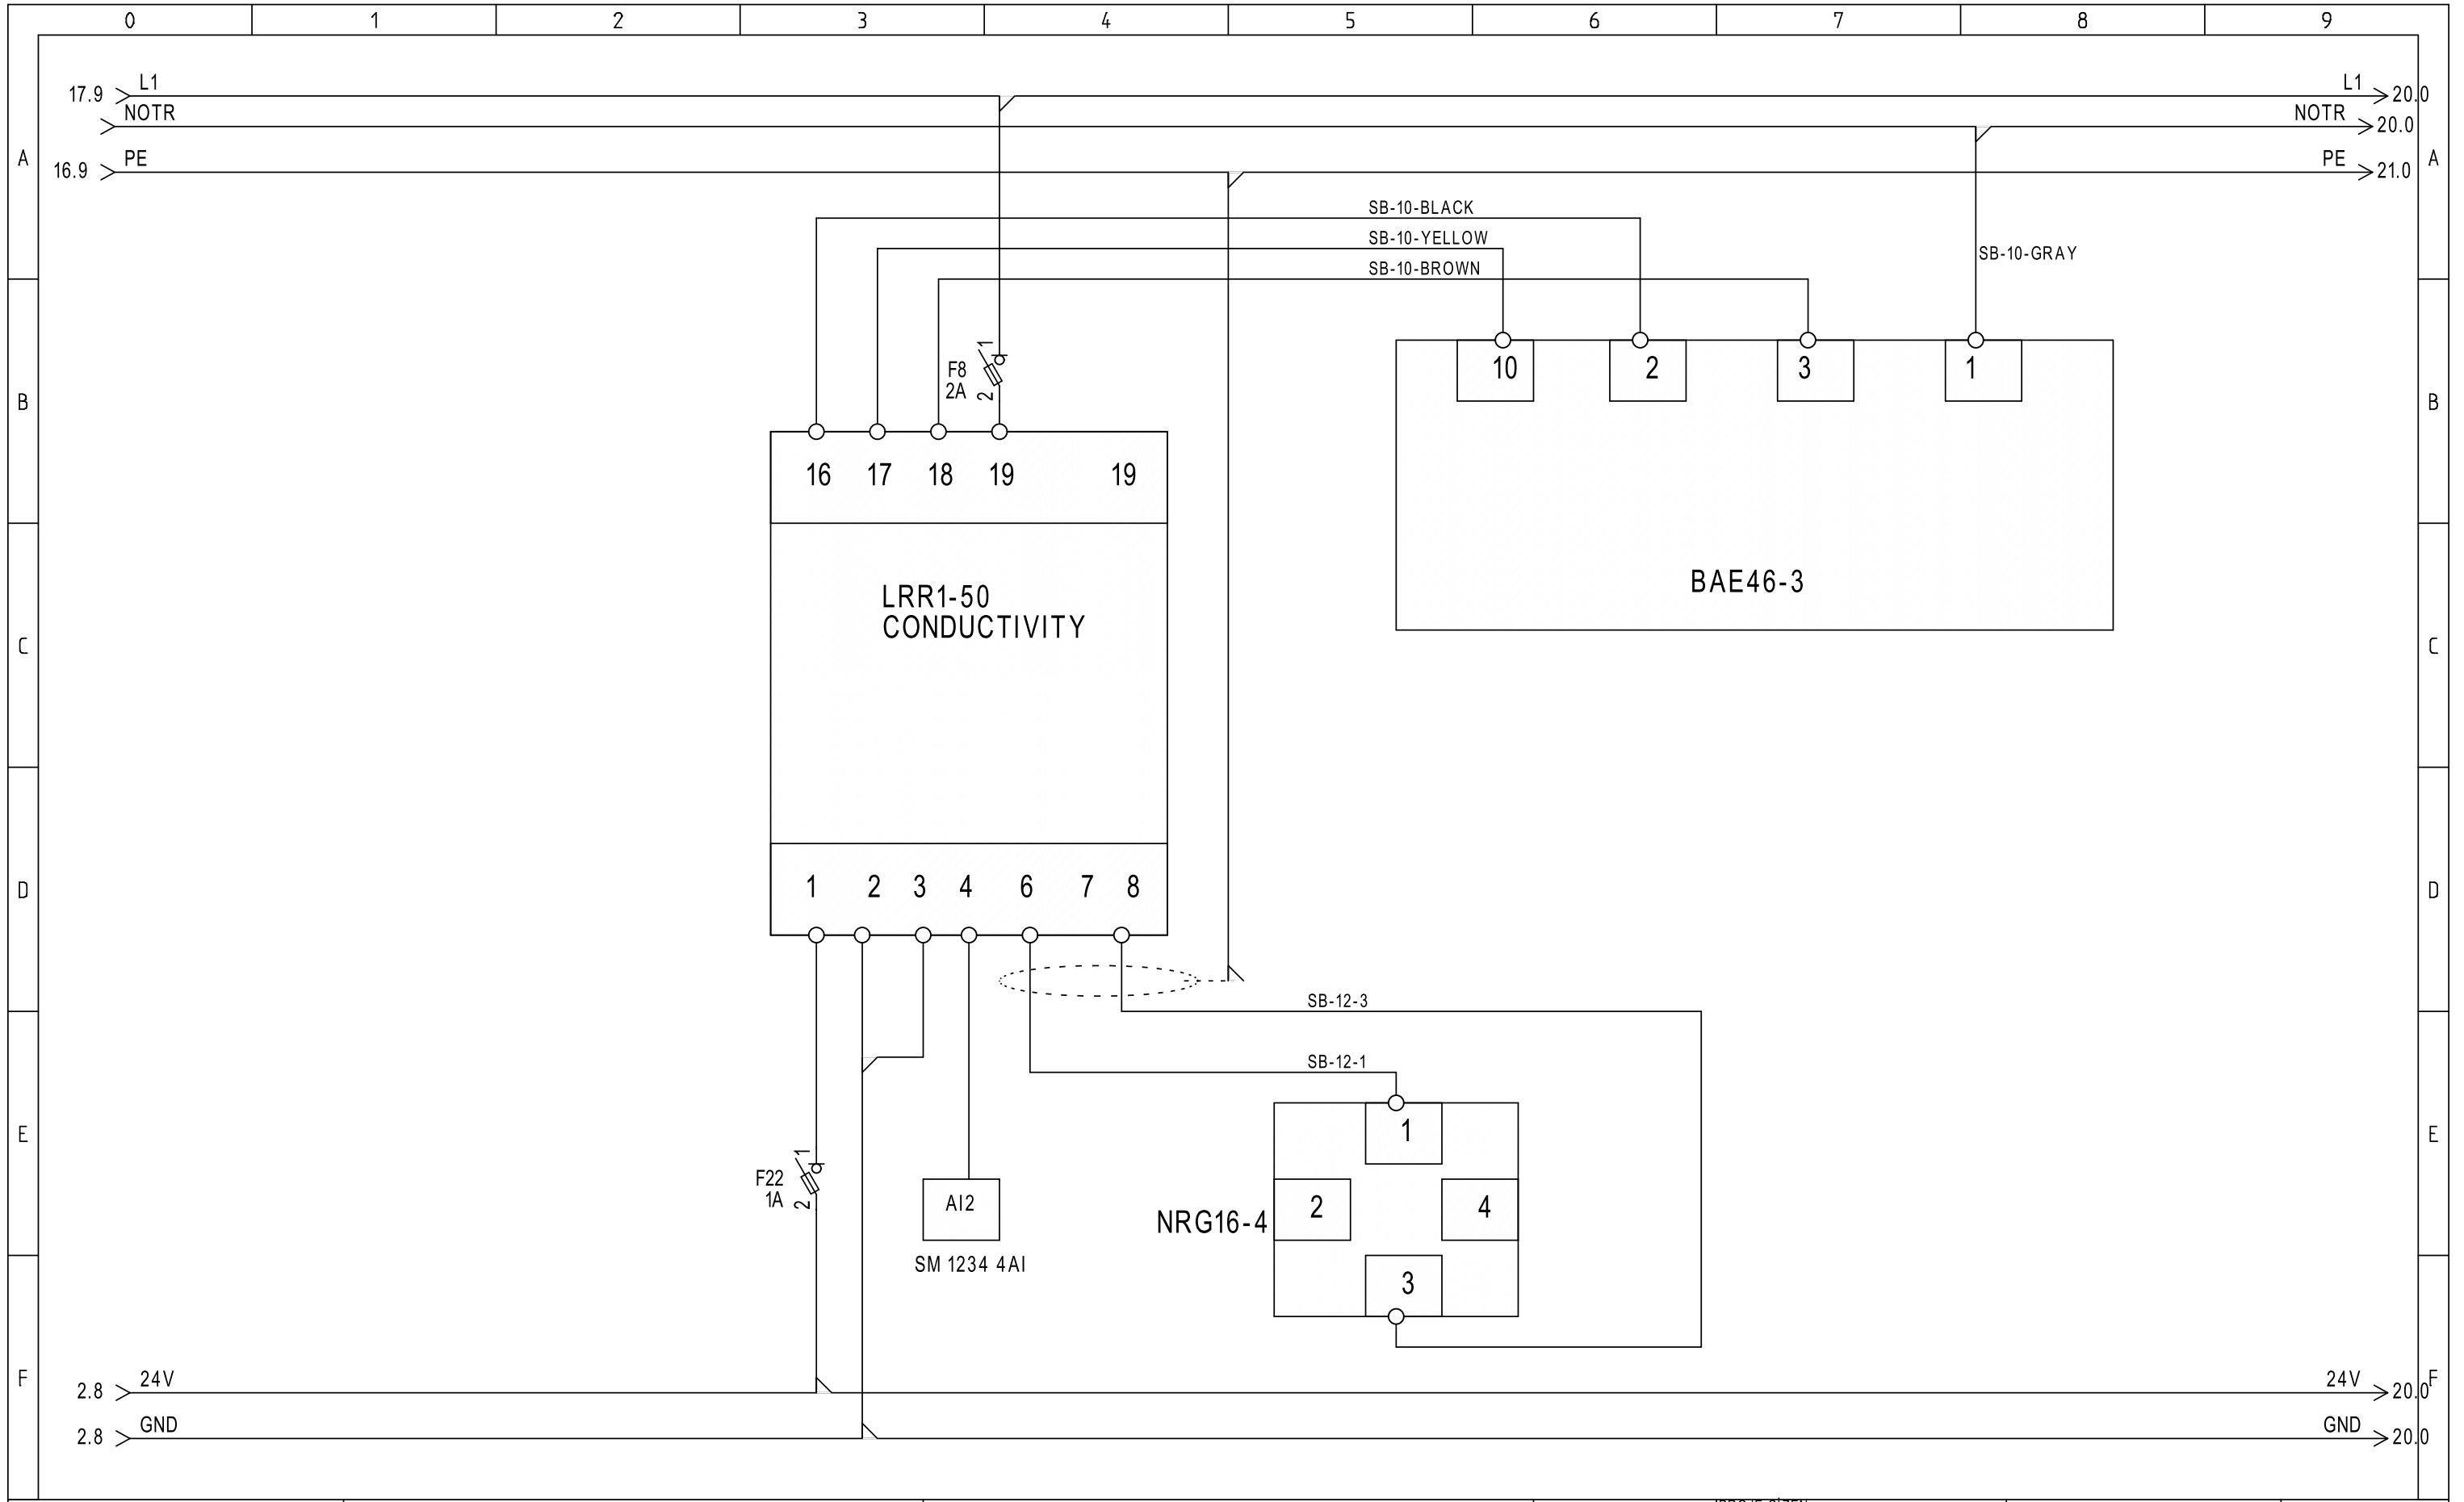 0 1 2 3 4 5 6 7 8 9
L1 L1
17.9 20.0
NOTR NOTR
20.0
A PE PE A
16.9 21.0
SB-10-BLACK
SB-10-YELLOW
SB-10-GRAY
SB-10-BROWN
1
F8
2A 2
10 2 3 1
B B
16 17 18 19 19
BAE46-3
LRR1-50
CONDUCTIVITY
C C
1 2 3 4 6 7 8
D D
SB-12-3
SB-12-1
E 1 E
1
F22
1A 2
AI2
2 4
NRG16-4
SM 1234 4AI
3
F 24V 24V F
2.8 20.0
GND GND
2.8 20.0